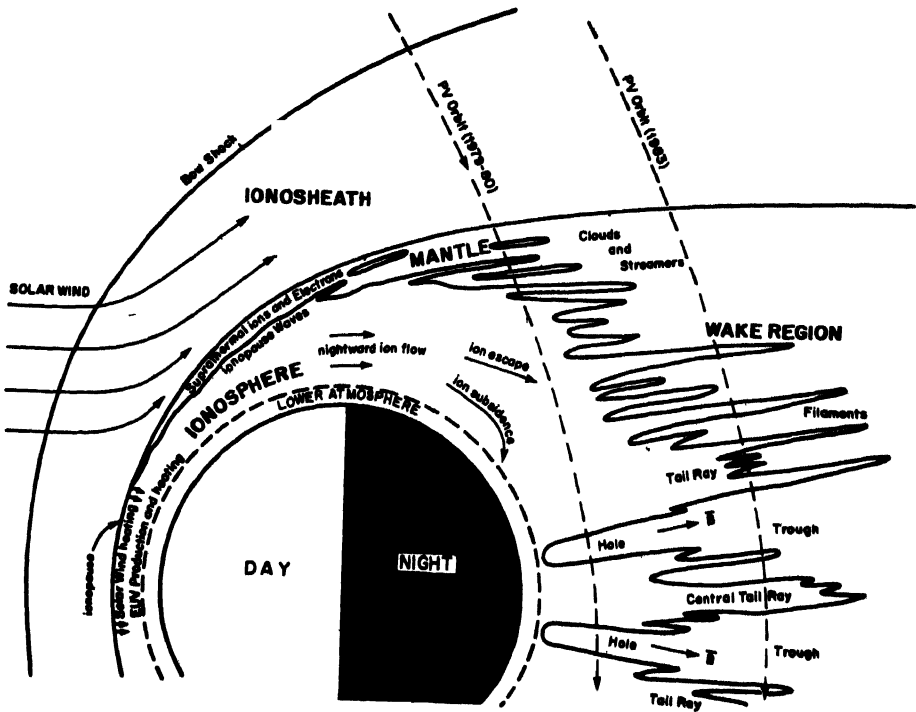 PV Orbit (1979-80)
PV Orbit (1983)
Bow Shock
IONOSHEATH
SOLAR WIND
MANTLE
Clouds
and
Streamers
Suprathermal Ions and Electrons
Ionopause Waves
nightward ion flow
ion escape
ion subsidence
WAKE REGION
IONOSPHERE
LOWER ATMOSPHERE
Filaments
Tail Ray
Ionopause
Solar Wind heating
EUV Production and heating
DAY
NIGHT
Hole
B
Trough
Central Tail Ray
Hole
B
Trough
Tail Ray